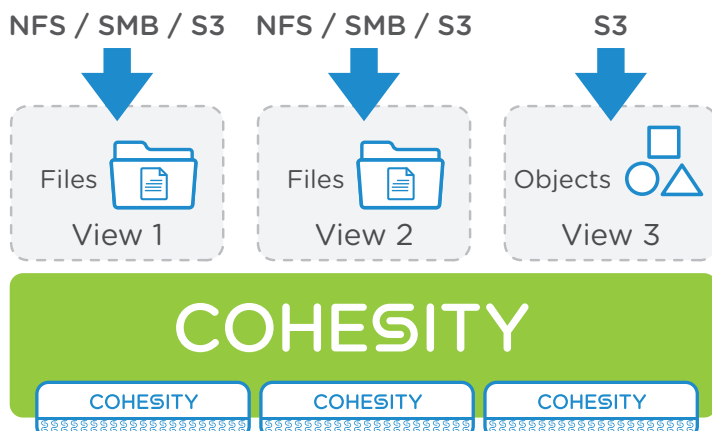 NFS / SMB / S3 NFS / SMB / S3 S3
Files Files Objects
View 1 View 2 View 3
COHESITY
COHESITY COHESITY COHESITY